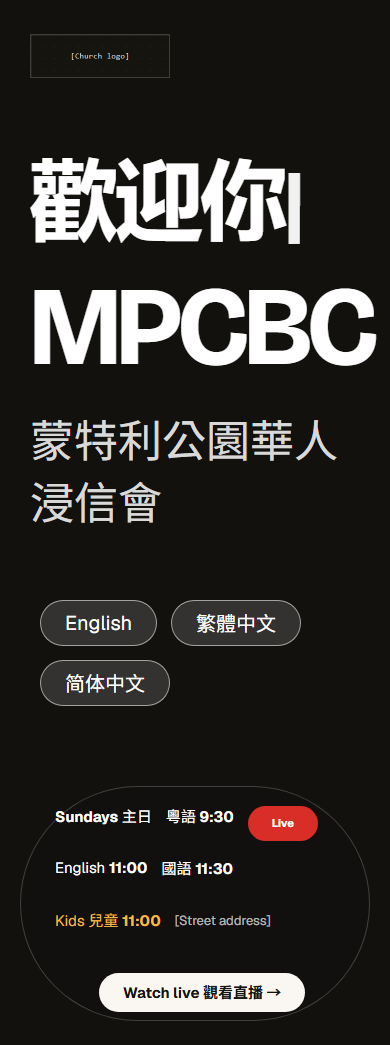 [Church logo]
歡迎你
MPCBC
蒙特利公園華人
浸信會
English 繁體中文
简体中文
Sundays 主日 粵語 9:30 Live
English 11:00 國語 11:30
Kids 兒童 11:00 [Street address]
Watch live 觀看直播 →